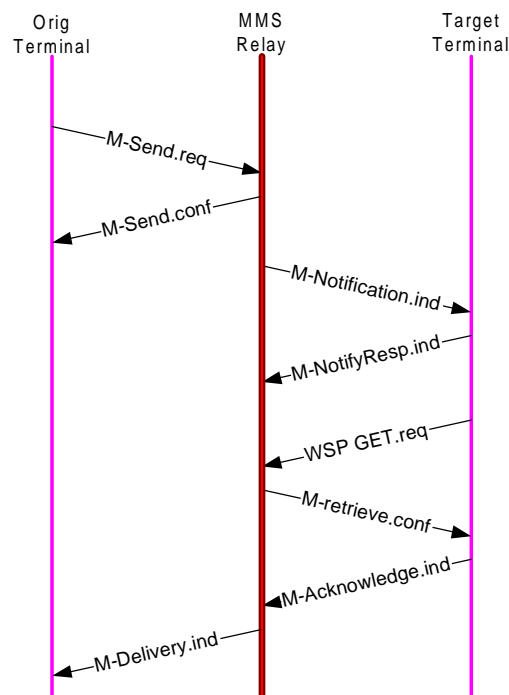 Orig
Terminal
MMS
Relay
Target
Terminal
M-Send.req
M-Send.conf
M-Notification.ind
M-NotifyResp.ind
WSP GET.req
M-retrieve.conf
M-Acknowledge.ind
M-Delivery.ind